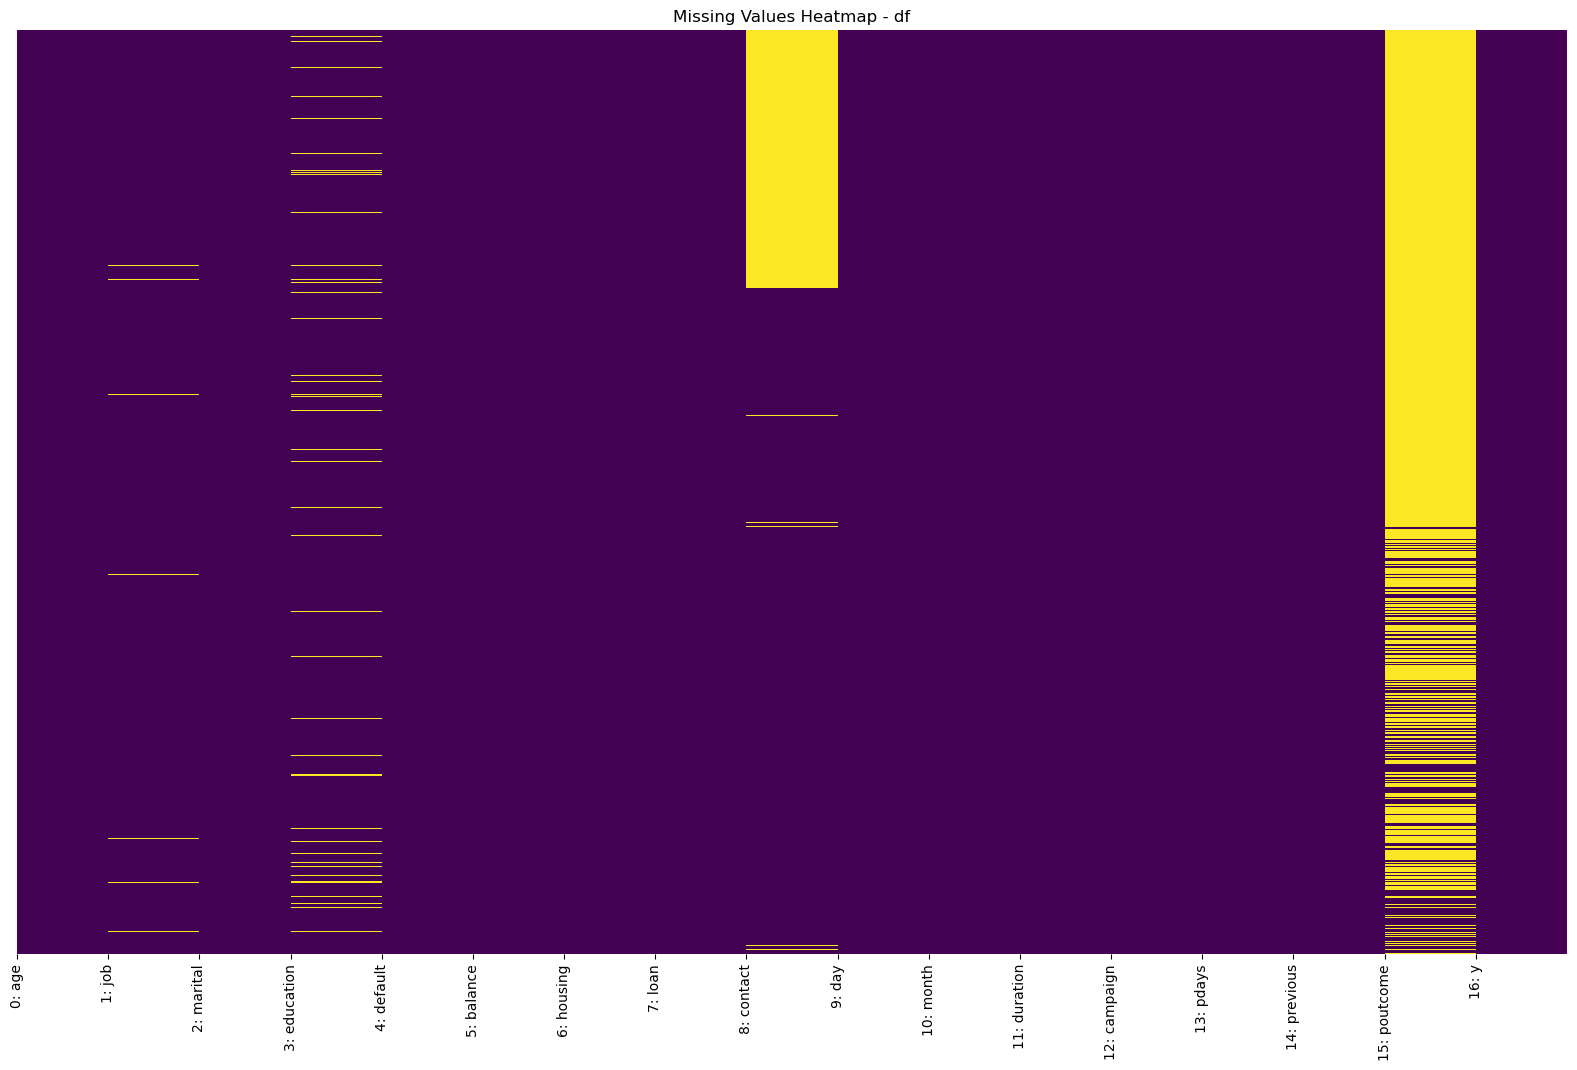 Missing Values Heatmap - df
0: age
1: job
2: marital
3: education
4: default
5: balance
6: housing
7: loan
8: contact
9: day
10: month
11: duration
12: campaign
13: pdays
14: previous
15: poutcome
16: y